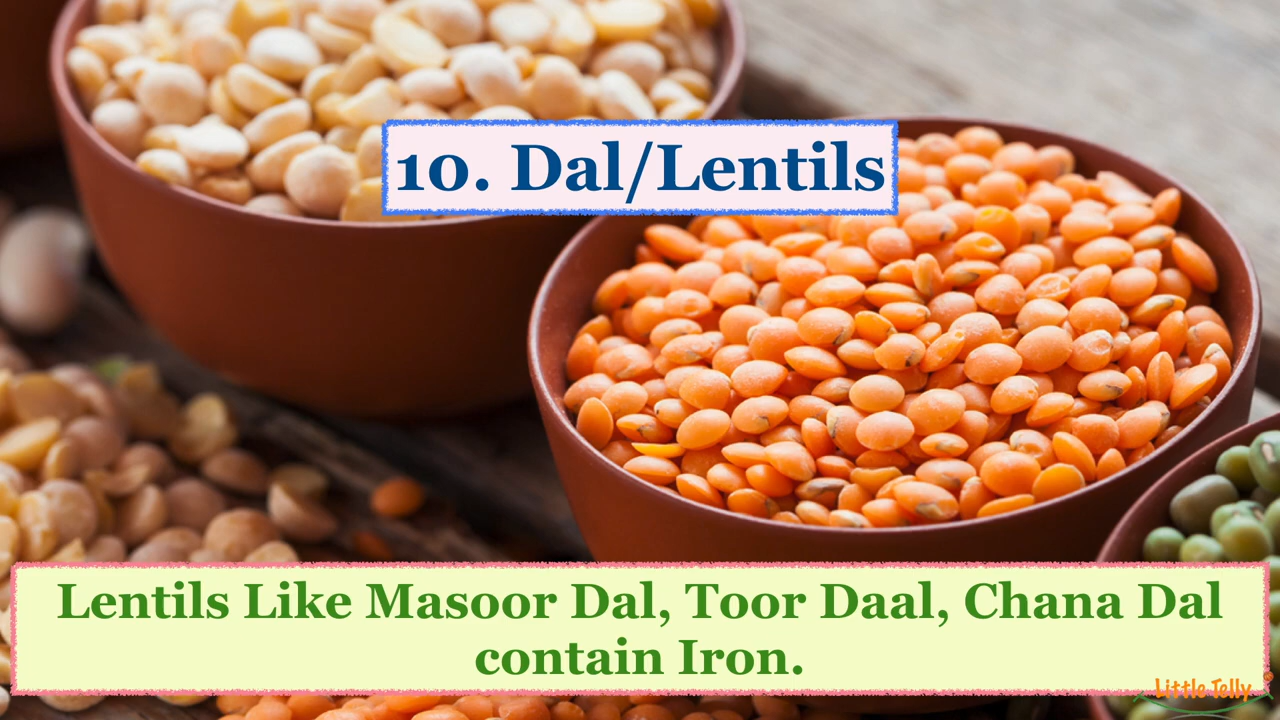 10. Dal/Lentils
Lentils Like Masoor Dal, Toor Daal, Chana Dal
contain Iron.
Little Telly